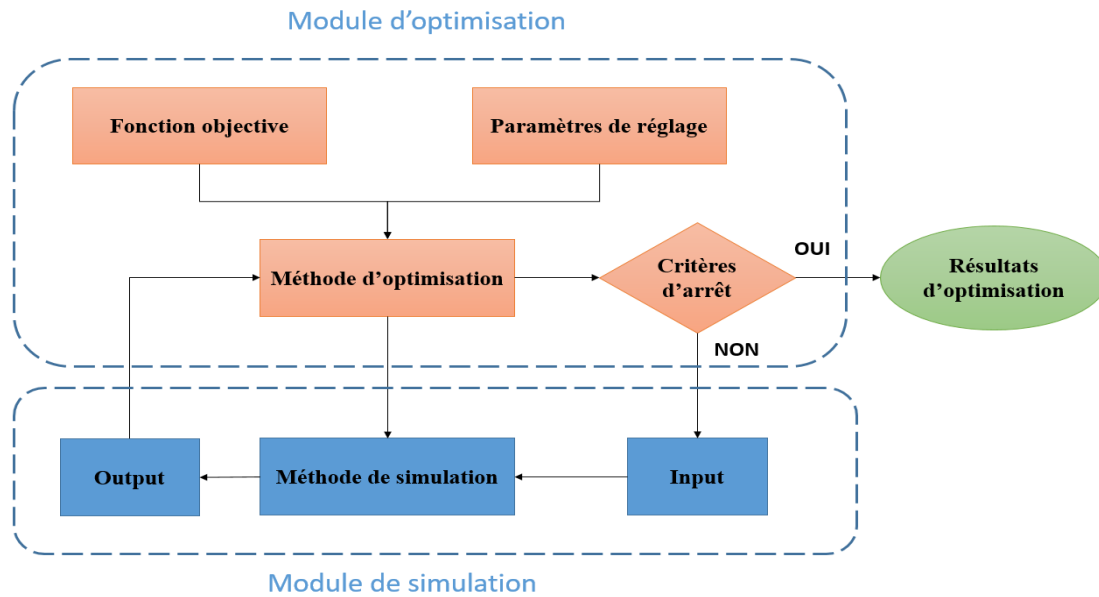 Module d'optimisation
Fonction objective
Paramètres de réglage
Méthode d'optimisation
Critères
d'arrêt
OUI
Résultats
d'optimisation
NON
Output
Méthode de simulation
Input
Module de simulation